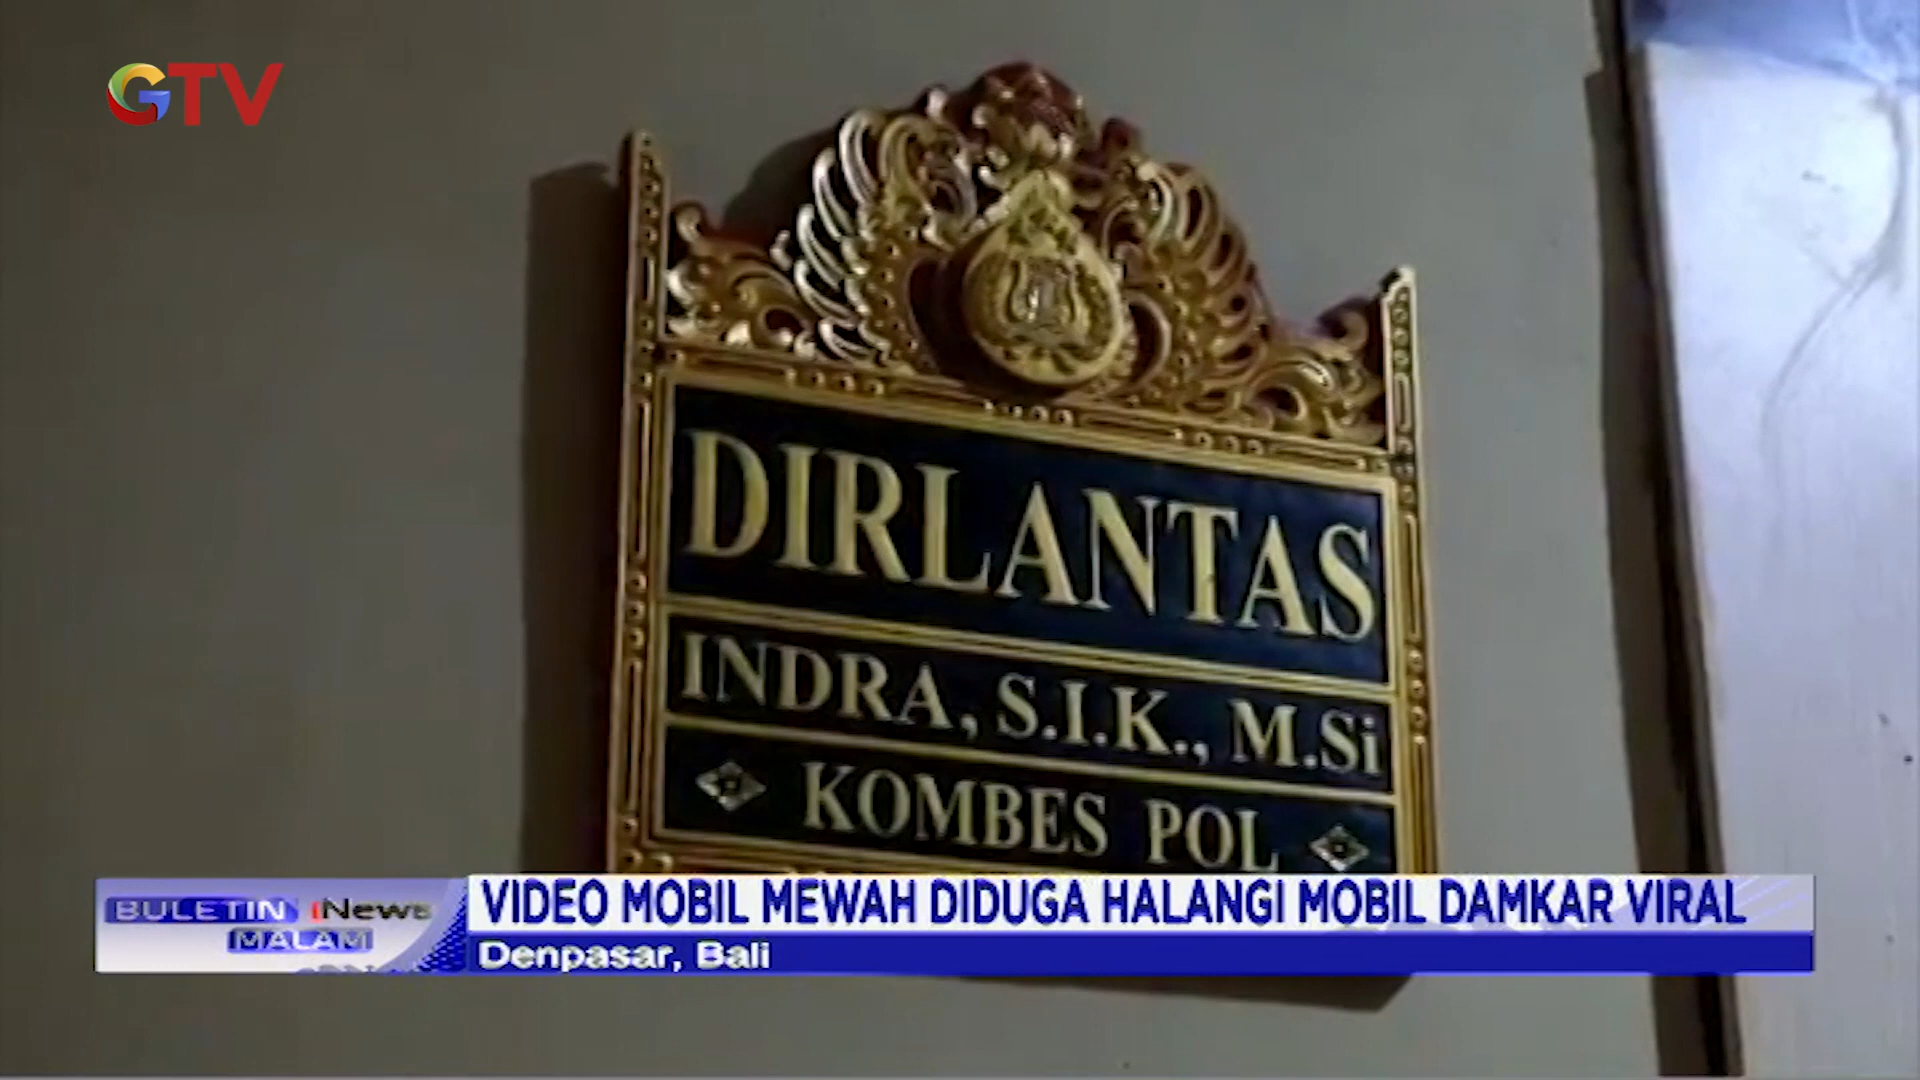 GTV
DIRLANTAS
INDRA, S.I.K., M.Si
KOMBES POL
BULETIN iNews
MALAM
VIDEO MOBIL MEWAH DIDUGA HALANGI MOBIL DAMKAR VIRAL
Denpasar, Bali